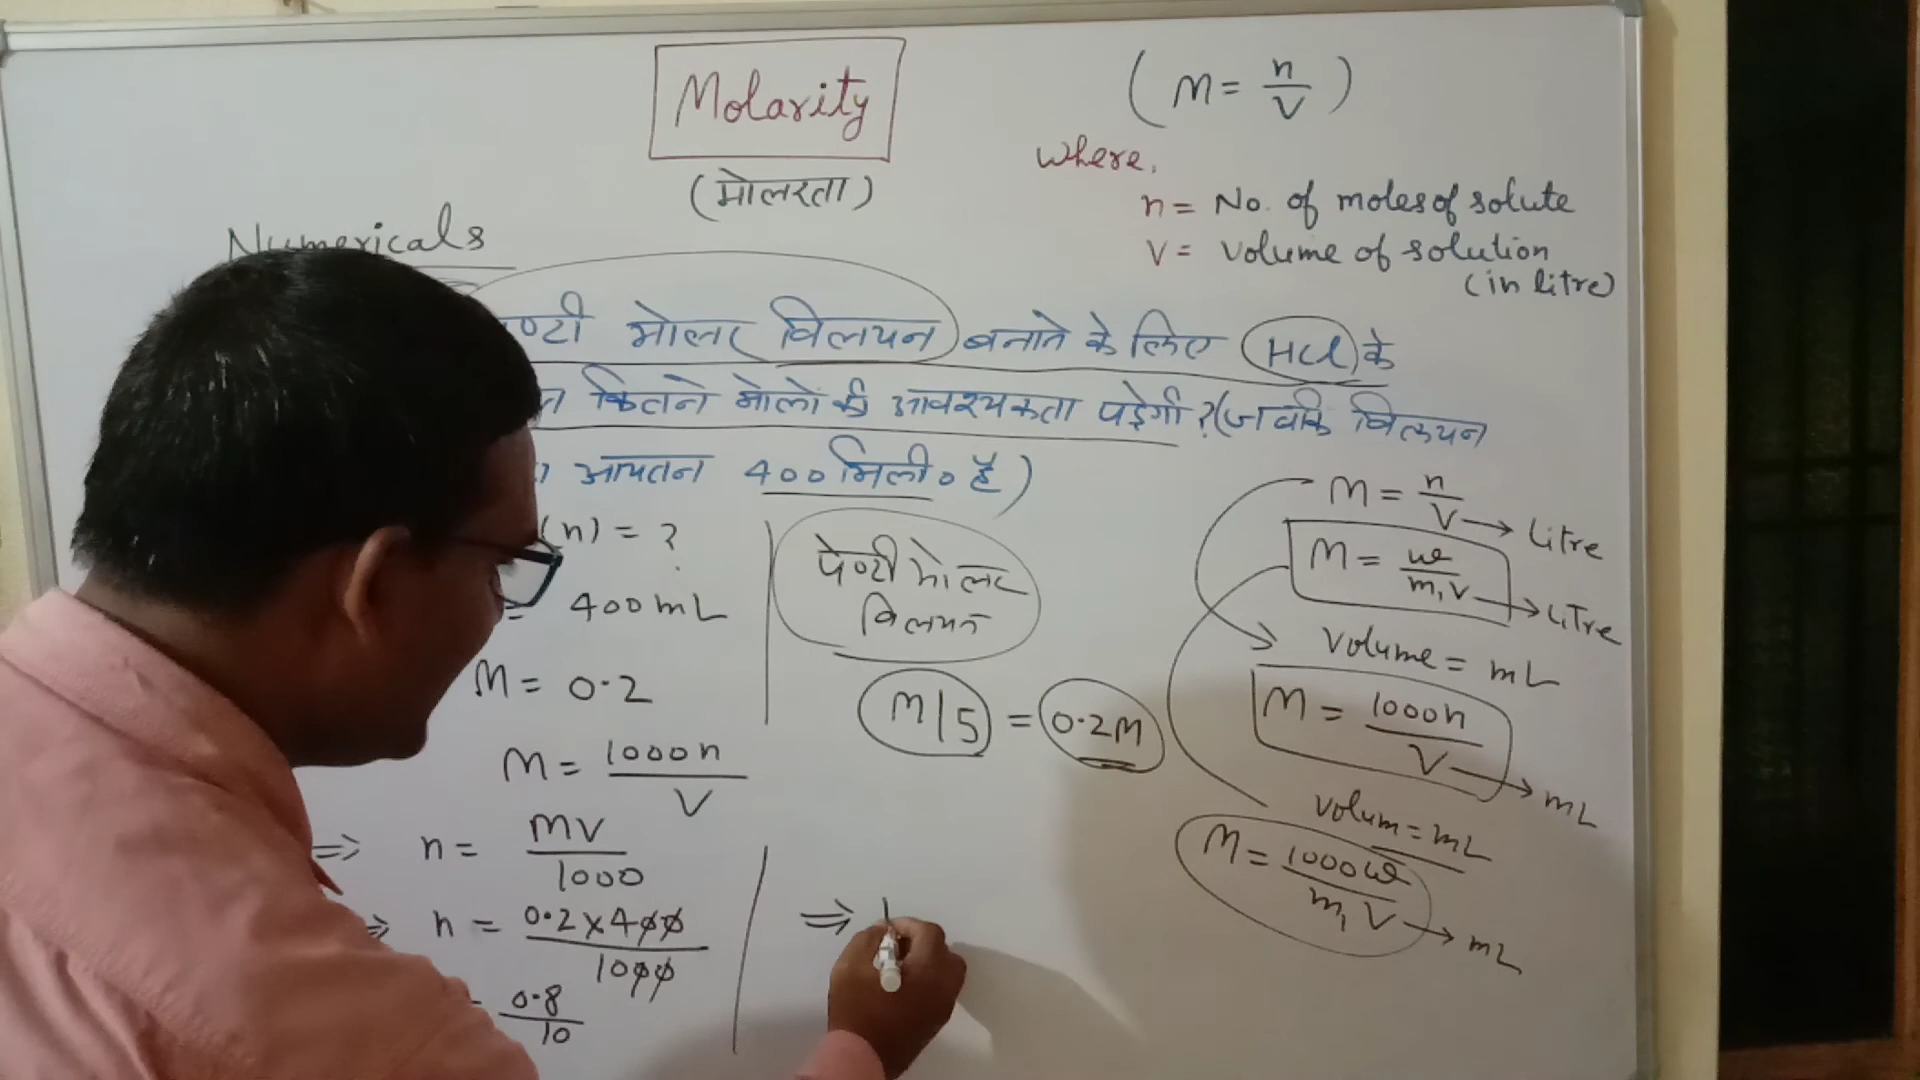 Molarity
(मोलरता)
(M = n/V)
where,
n = No. of moles of solute
V = Volume of solution
(in litre)
Numericals
मोलर विलयन बनाने के लिए HCl के
कितने मोलों की आवश्यकता पड़ेगी? (जबकि विलयन
आयतन 400 मिली० है)
(n) = ?
= 400 mL
M = 0.2
M = 1000n/V
⇒ n = MV/1000
⇒ n = 0.2 x 400/1000
0.8/10
पेण्टी मोलर
विलयन
M/5 = 0.2M
⇒
M = n/V → Litre
M = w/m₁V → LiTre
Volume = mL
M = 1000n/V → mL
Volum = mL
M = 1000w/m₁V → mL